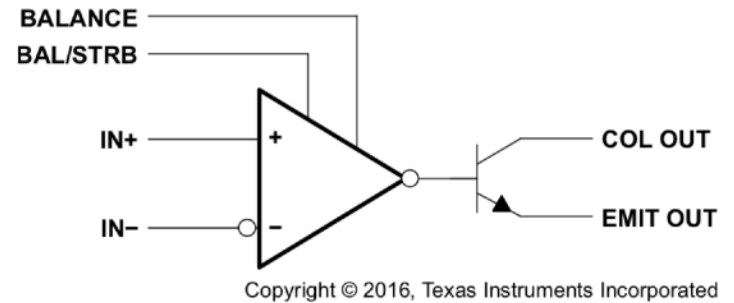 BALANCE
BAL/STRB
IN+
+
COL OUT
IN−
−
EMIT OUT
Copyright © 2016, Texas Instruments Incorporated